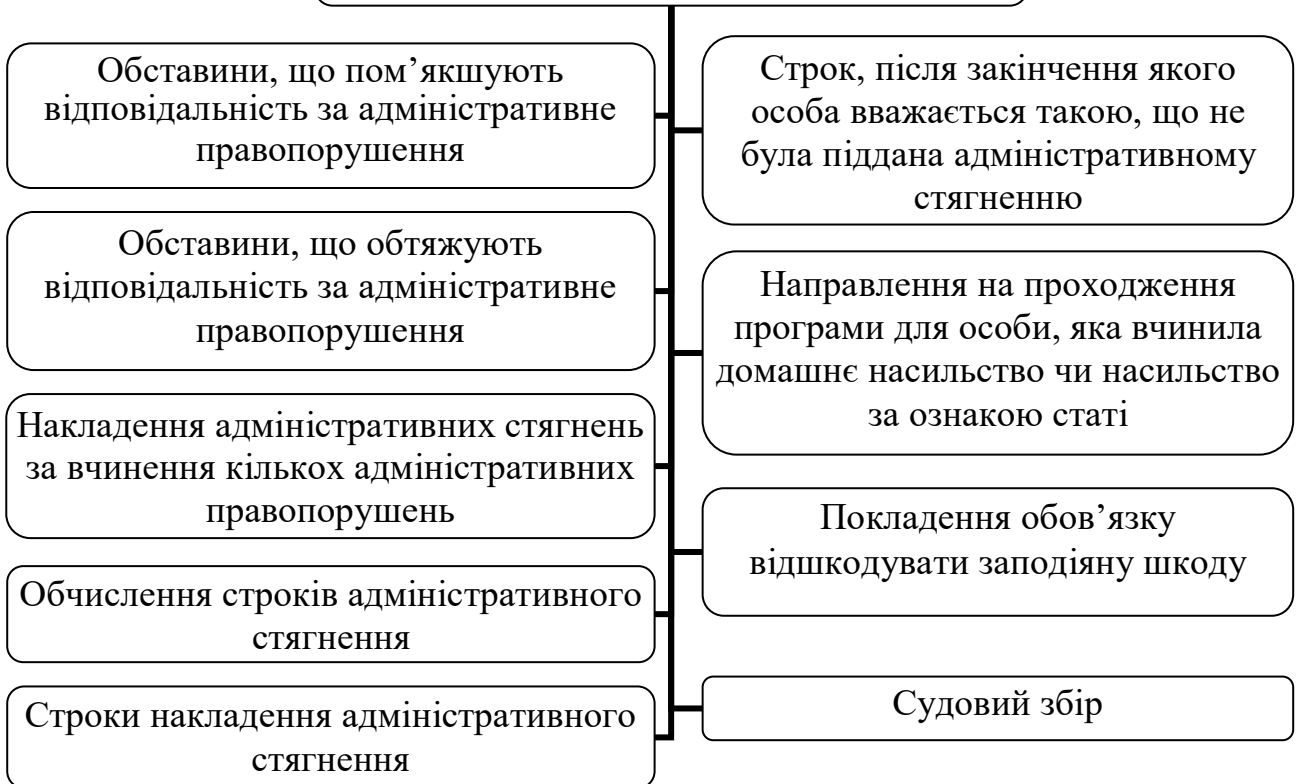 Обставини, що пом’якшують
відповідальність за адміністративне
правопорушення
Обставини, що обтяжують
відповідальність за адміністративне
правопорушення
Накладення адміністративних стягнень
за вчинення кількох адміністративних
правопорушень
Обчислення строків адміністративного
стягнення
Строки накладення адміністративного
стягнення
Строк, після закінчення якого
особа вважається такою, що не
була піддана адміністративному
стягненню
Направлення на проходження
програми для особи, яка вчинила
домашнє насильство чи насильство
за ознакою статі
Покладення обов’язку
відшкодувати заподіяну шкоду
Судовий збір